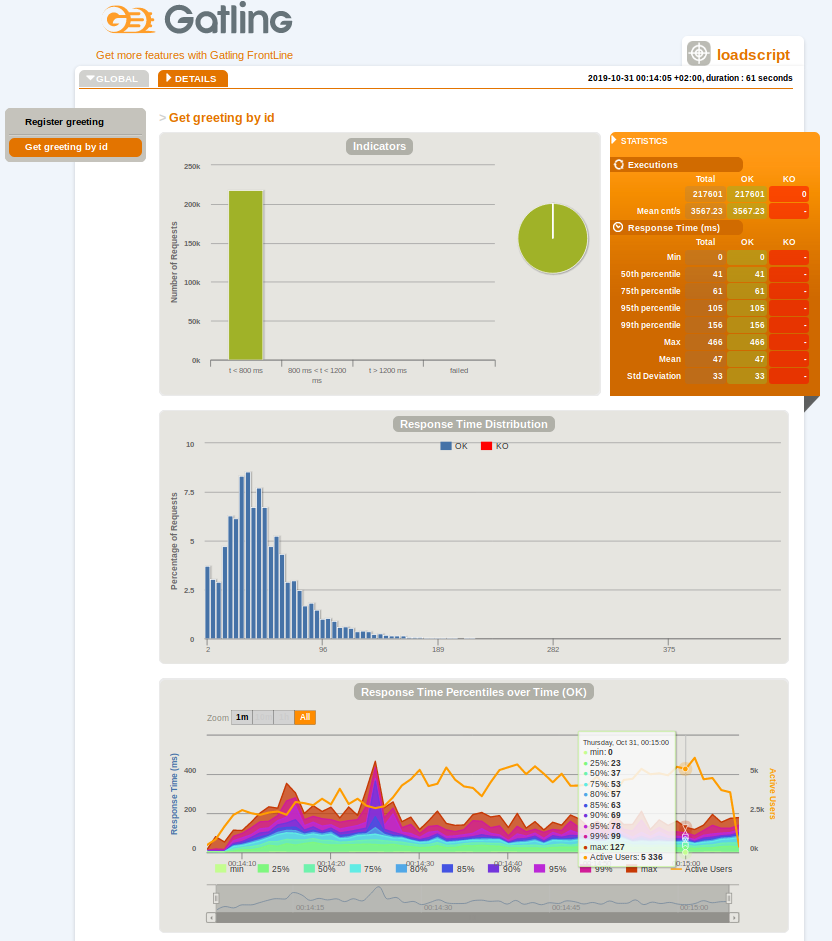 Gatling
Get more features with Gatling FrontLine
loadscript
GLOBAL
DETAILS
2019-10-31 00:14:05 +02:00, duration : 61 seconds
Register greeting
Get greeting by id
> Get greeting by id
Indicators
250k
200k
150k
100k
50k
0k
Number of Requests
t < 800 ms
800 ms < t < 1200
ms
t > 1200 ms
failed
STATISTICS
Executions
Total OK KO
217601 217601 0
Mean cnt/s 3567.23 3567.23 -
Response Time (ms)
Total OK KO
Min 0 0 -
50th percentile 41 41 -
75th percentile 61 61 -
95th percentile 105 105 -
99th percentile 156 156 -
Max 466 466 -
Mean 47 47 -
Std Deviation 33 33 -
Response Time Distribution
OK KO
10
7.5
5
2.5
0
Percentage of Requests
2 96 189 282 375
Response Time Percentiles over Time (OK)
Zoom 1m All
Response Time (ms)
400
200
0
5k
2.5k
0k
Active Users
Thursday, Oct 31, 00:15:00
min: 0
25%: 23
50%: 37
75%: 53
80%: 57
85%: 63
90%: 69
95%: 78
99%: 99
max: 127
Active Users: 5 336
00:14:10 00:14:20 00:14:30 00:14:40 0:15:00
min 25% 50% 75% 80% 85% 90% 95% 99% max Active Users
00:14:15 00:14:30 00:14:45 00:15:00